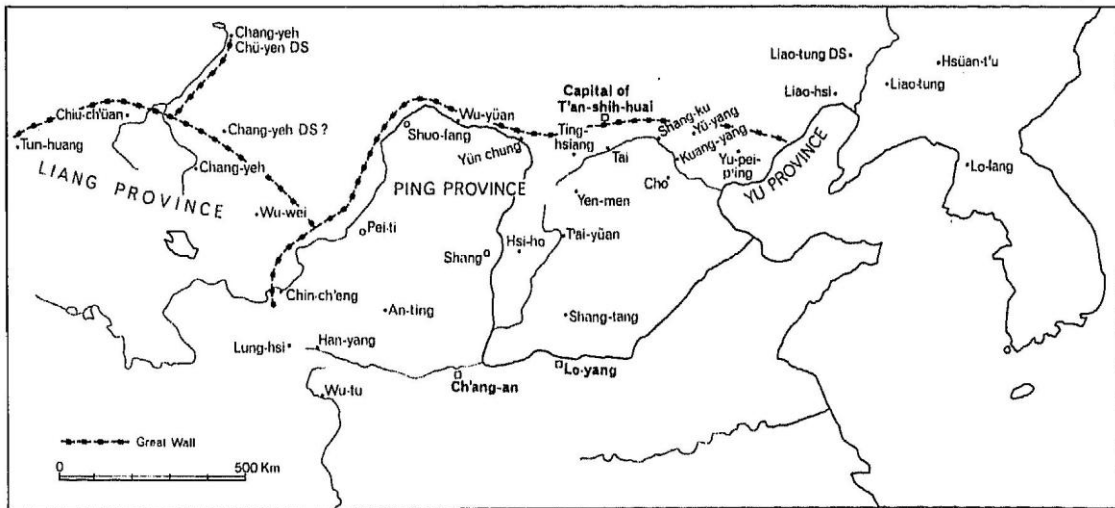 Chang-yeh
Chü-yen DS
Chiu-ch'üan
Tun-huang
Chang-yeh DS ?
Chang-yeh
LIANG PROVINCE
Wu-wei
Chin-ch'eng
Lung-hsi
Han-yang
Wu-tu
Shuo-fang
Wu-yüan
Yün chung
PING PROVINCE
Pei-ti
Shang
Hsi-ho
An-ting
Ch'ang-an
Capital of
T'an-shih-huai
Ting-
hsiang
Tai
Yen-men
T'ai-yüan
Shang-tang
Lo-yang
Shang-ku
Yü-yang
Kuang-yang
Cho
Yu-pei-
p'ing
YU PROVINCE
Liao-tung DS
Liao-hsi
Hsüan-t'u
Liao-tung
Lo-lang
Great Wall
0 500 Km